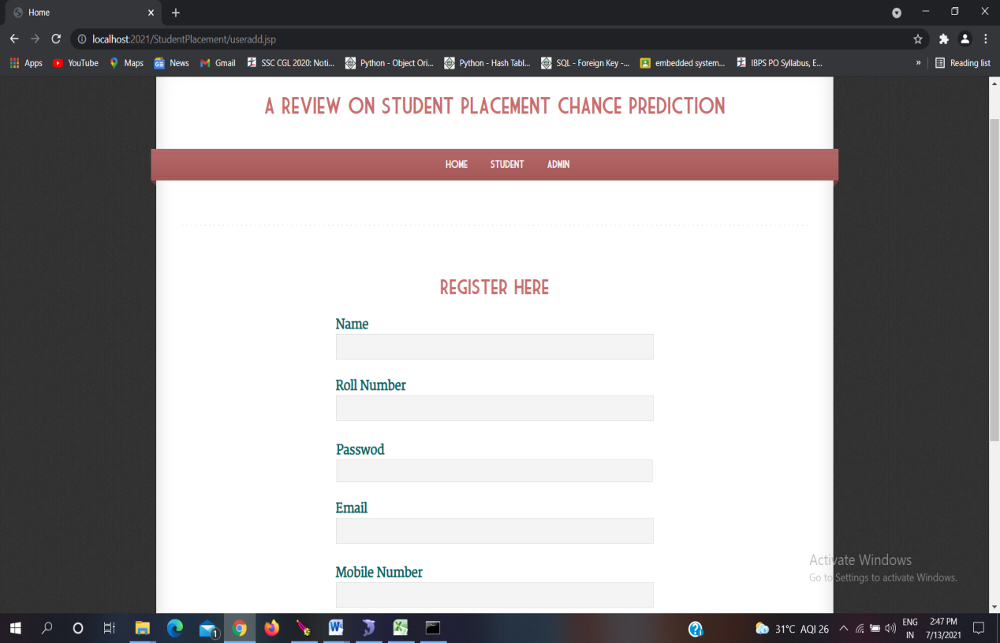 Home
localhost:2021/StudentPlacement/useradd.jsp
Apps YouTube Maps News Gmail SSC CGL 2020: Noti... Python - Object Ori... Python - Hash Tabl... SQL - Foreign Key -... embedded system... IBPS PO Syllabus, E... » Reading list
A REVIEW ON STUDENT PLACEMENT CHANCE PREDICTION
HOME STUDENT ADMIN
REGISTER HERE
Name
Roll Number
Passwod
Email
Mobile Number
Activate Windows
Go to Settings to activate Windows.
1
31°C AQI 26
ENG
IN
2:47 PM
7/13/2021